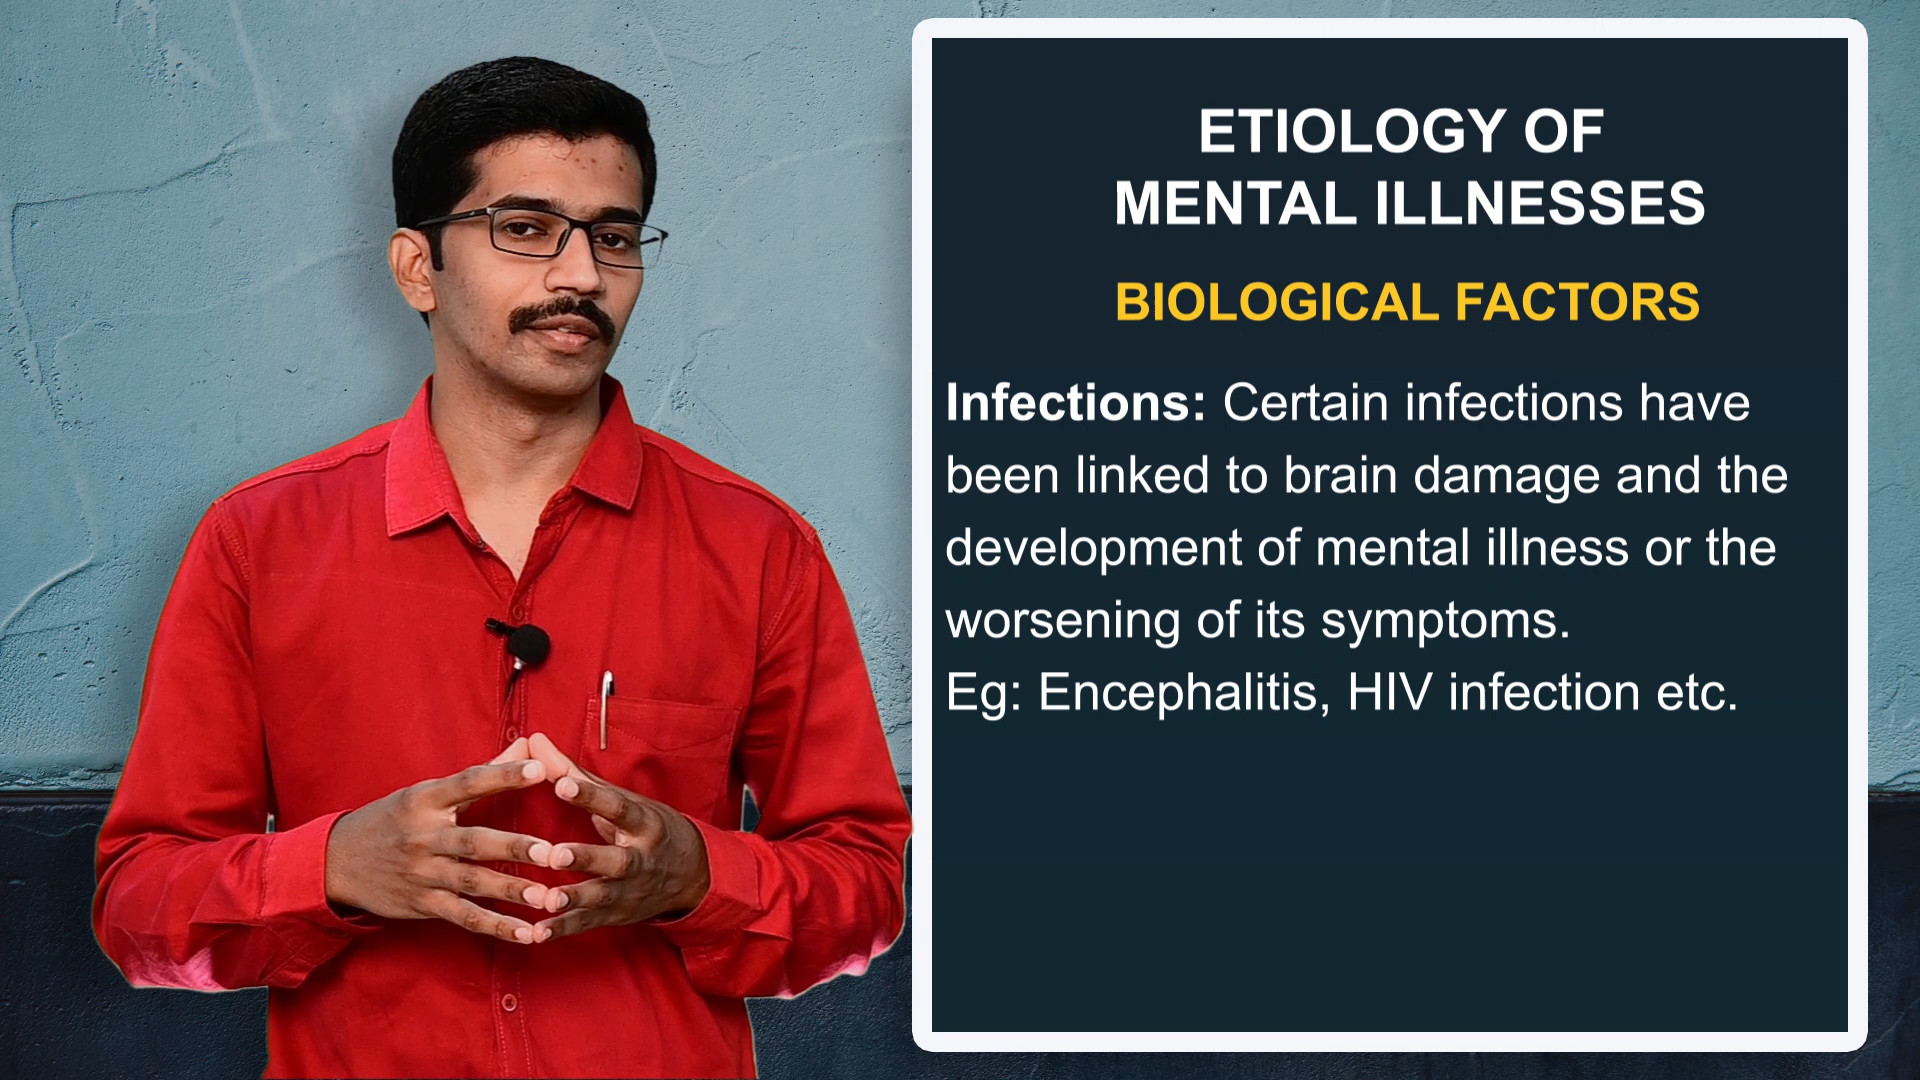 ETIOLOGY OF
MENTAL ILLNESSES
BIOLOGICAL FACTORS
Infections: Certain infections have
been linked to brain damage and the
development of mental illness or the
worsening of its symptoms.
Eg: Encephalitis, HIV infection etc.